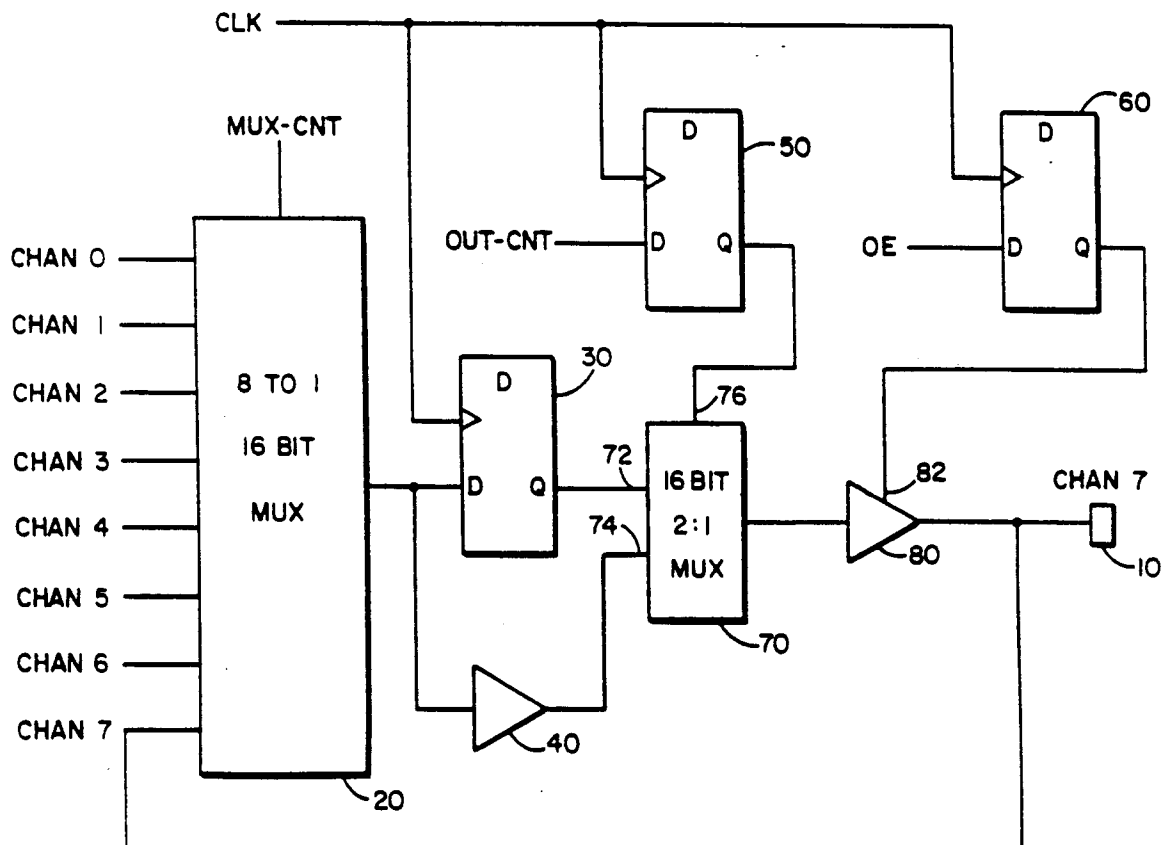 CLK
MUX-CNT
CHAN 0
CHAN 1
CHAN 2
CHAN 3
CHAN 4
CHAN 5
CHAN 6
CHAN 7
8 TO 1
16 BIT
MUX
20
D
30
D Q
40
D
50
OUT-CNT
D Q
D
60
OE
D Q
72
74
76
16 BIT
2:1
MUX
70
82
80
CHAN 7
10